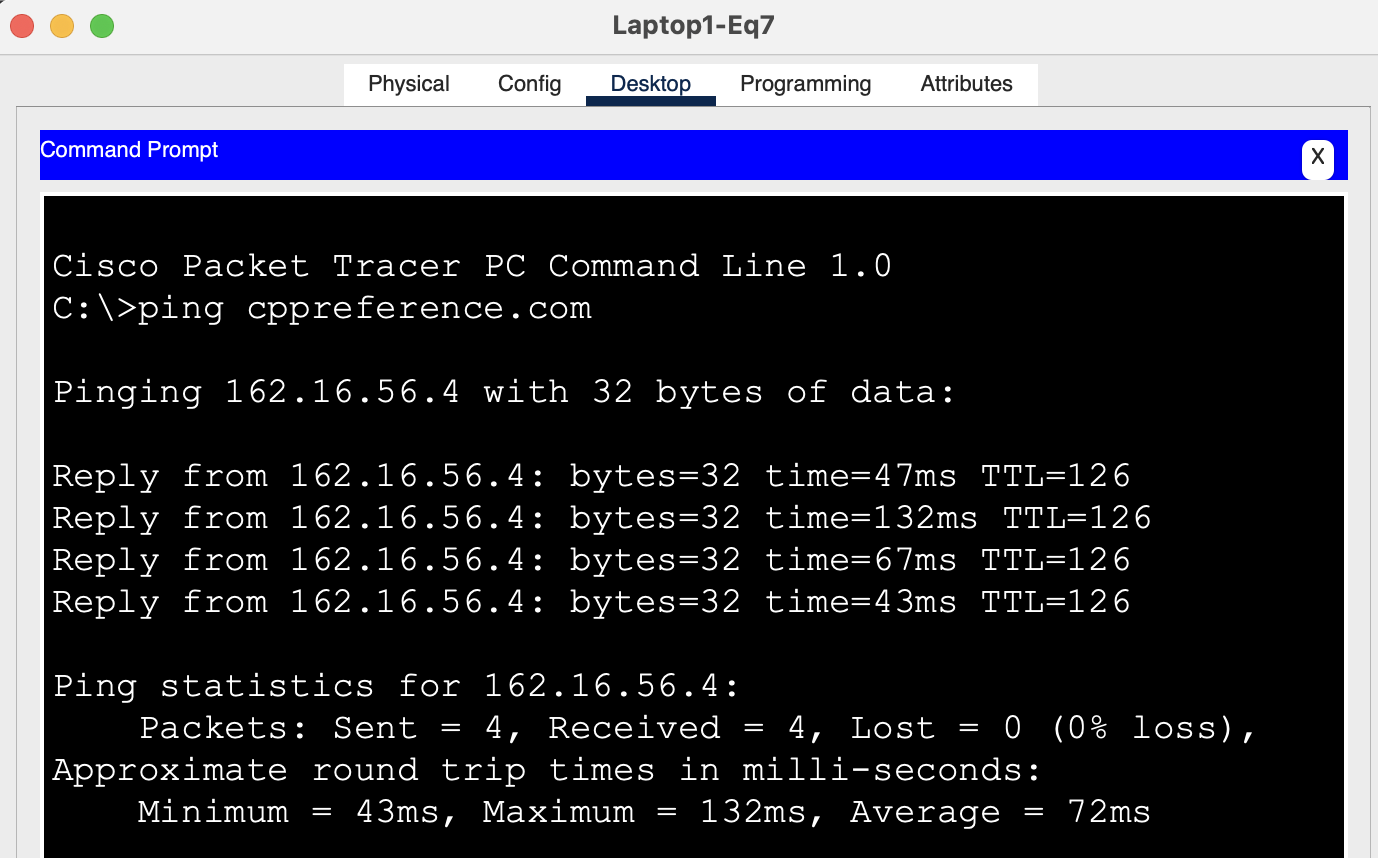 Laptop1-Eq7
Physical Config Desktop Programming Attributes
Command Prompt
X
Cisco Packet Tracer PC Command Line 1.0
C:\>ping cppreference.com
Pinging 162.16.56.4 with 32 bytes of data:
Reply from 162.16.56.4: bytes=32 time=47ms TTL=126
Reply from 162.16.56.4: bytes=32 time=132ms TTL=126
Reply from 162.16.56.4: bytes=32 time=67ms TTL=126
Reply from 162.16.56.4: bytes=32 time=43ms TTL=126
Ping statistics for 162.16.56.4:
Packets: Sent = 4, Received = 4, Lost = 0 (0% loss),
Approximate round trip times in milli-seconds:
Minimum = 43ms, Maximum = 132ms, Average = 72ms